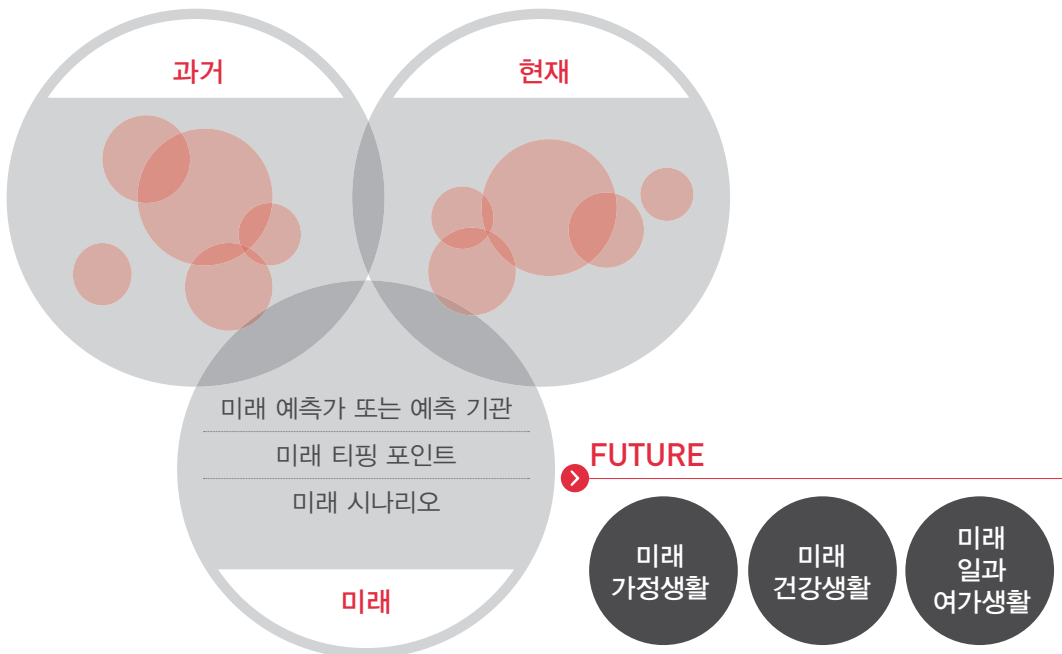 과거
현재
미래 예측가 또는 예측 기관
미래 티핑 포인트
미래 시나리오
미래
FUTURE
미래
가정생활
미래
건강생활
미래
일과
여가생활